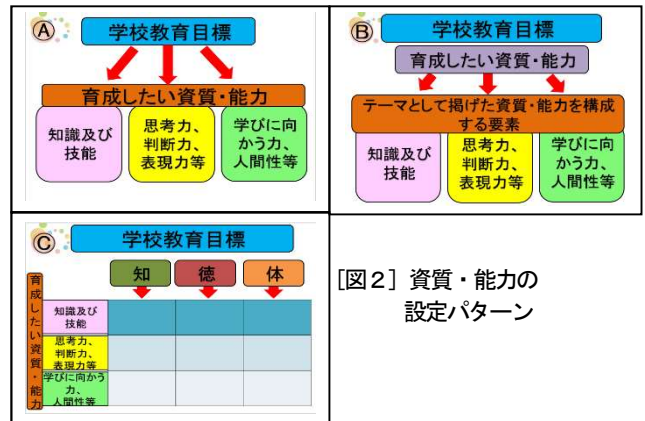 Ⓐ
学校教育目標
育成したい資質・能力
知識及び
技能
思考力、
判断力、
表現力等
学びに向
かう力、
人間性等
Ⓑ
学校教育目標
育成したい資質・能力
テーマとして掲げた資質・能力を構成
する要素
知識及び
技能
思考力、
判断力、
表現力等
学びに向
かう力、
人間性等
Ⓒ
学校教育目標
知
徳
体
育成したい資質・能力
知識及び
技能
思考力、
判断力、
表現力等
学びに向かう
力、
人間性等
［図２］資質・能力の
設定パターン